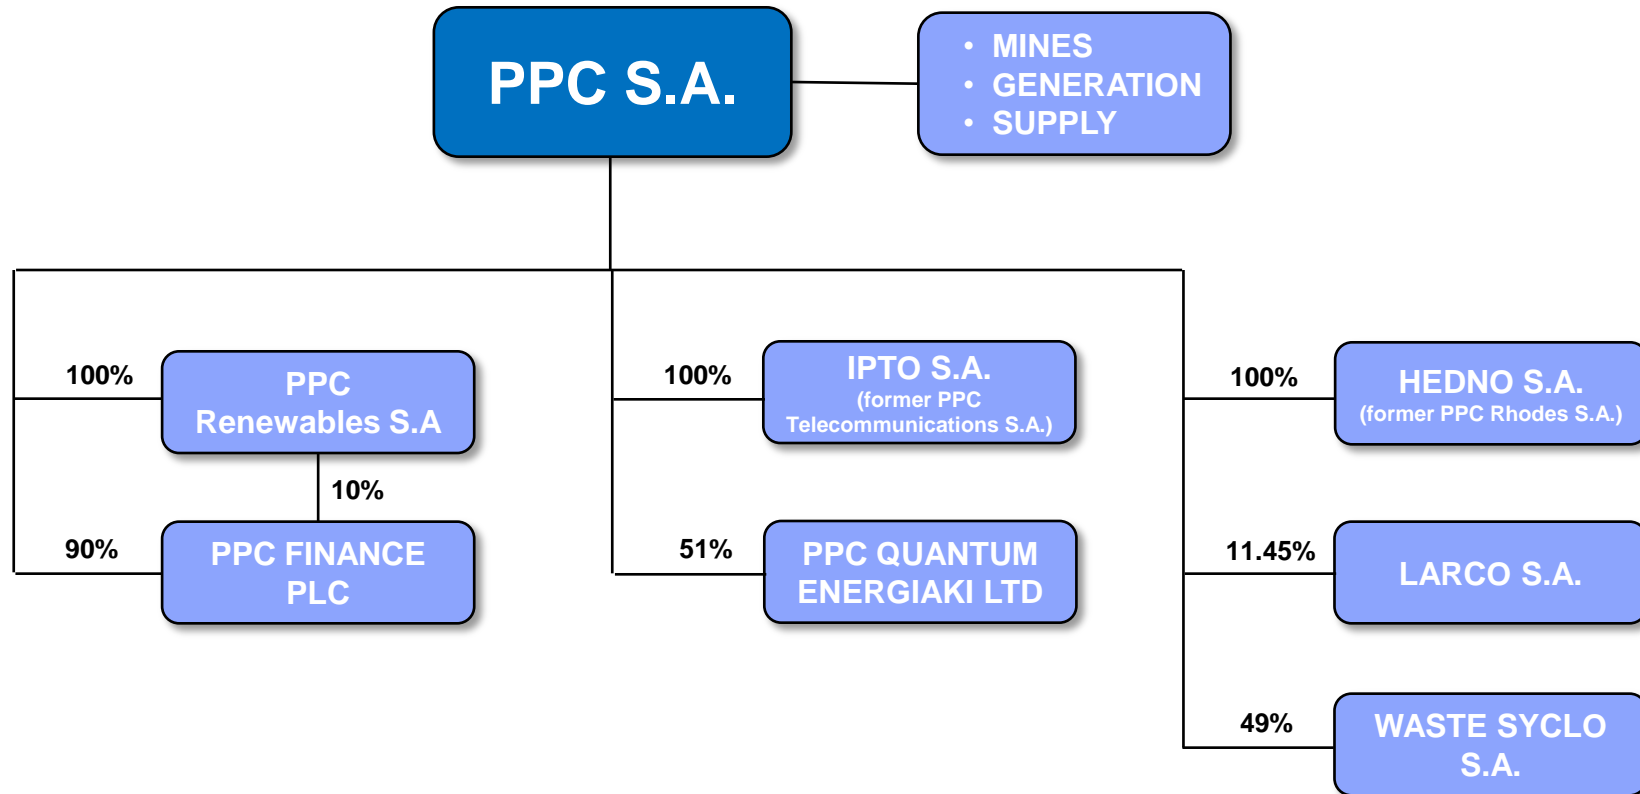 PPC S.A.
• MINES
• GENERATION
• SUPPLY
100%
PPC
Renewables S.A
10%
90%
PPC FINANCE
PLC
100%
IPTO S.A.
(former PPC
Telecommunications S.A.)
51%
PPC QUANTUM
ENERGIAKI LTD
100%
HEDNO S.A.
(former PPC Rhodes S.A.)
11.45%
LARCO S.A.
49%
WASTE SYCLO
S.A.